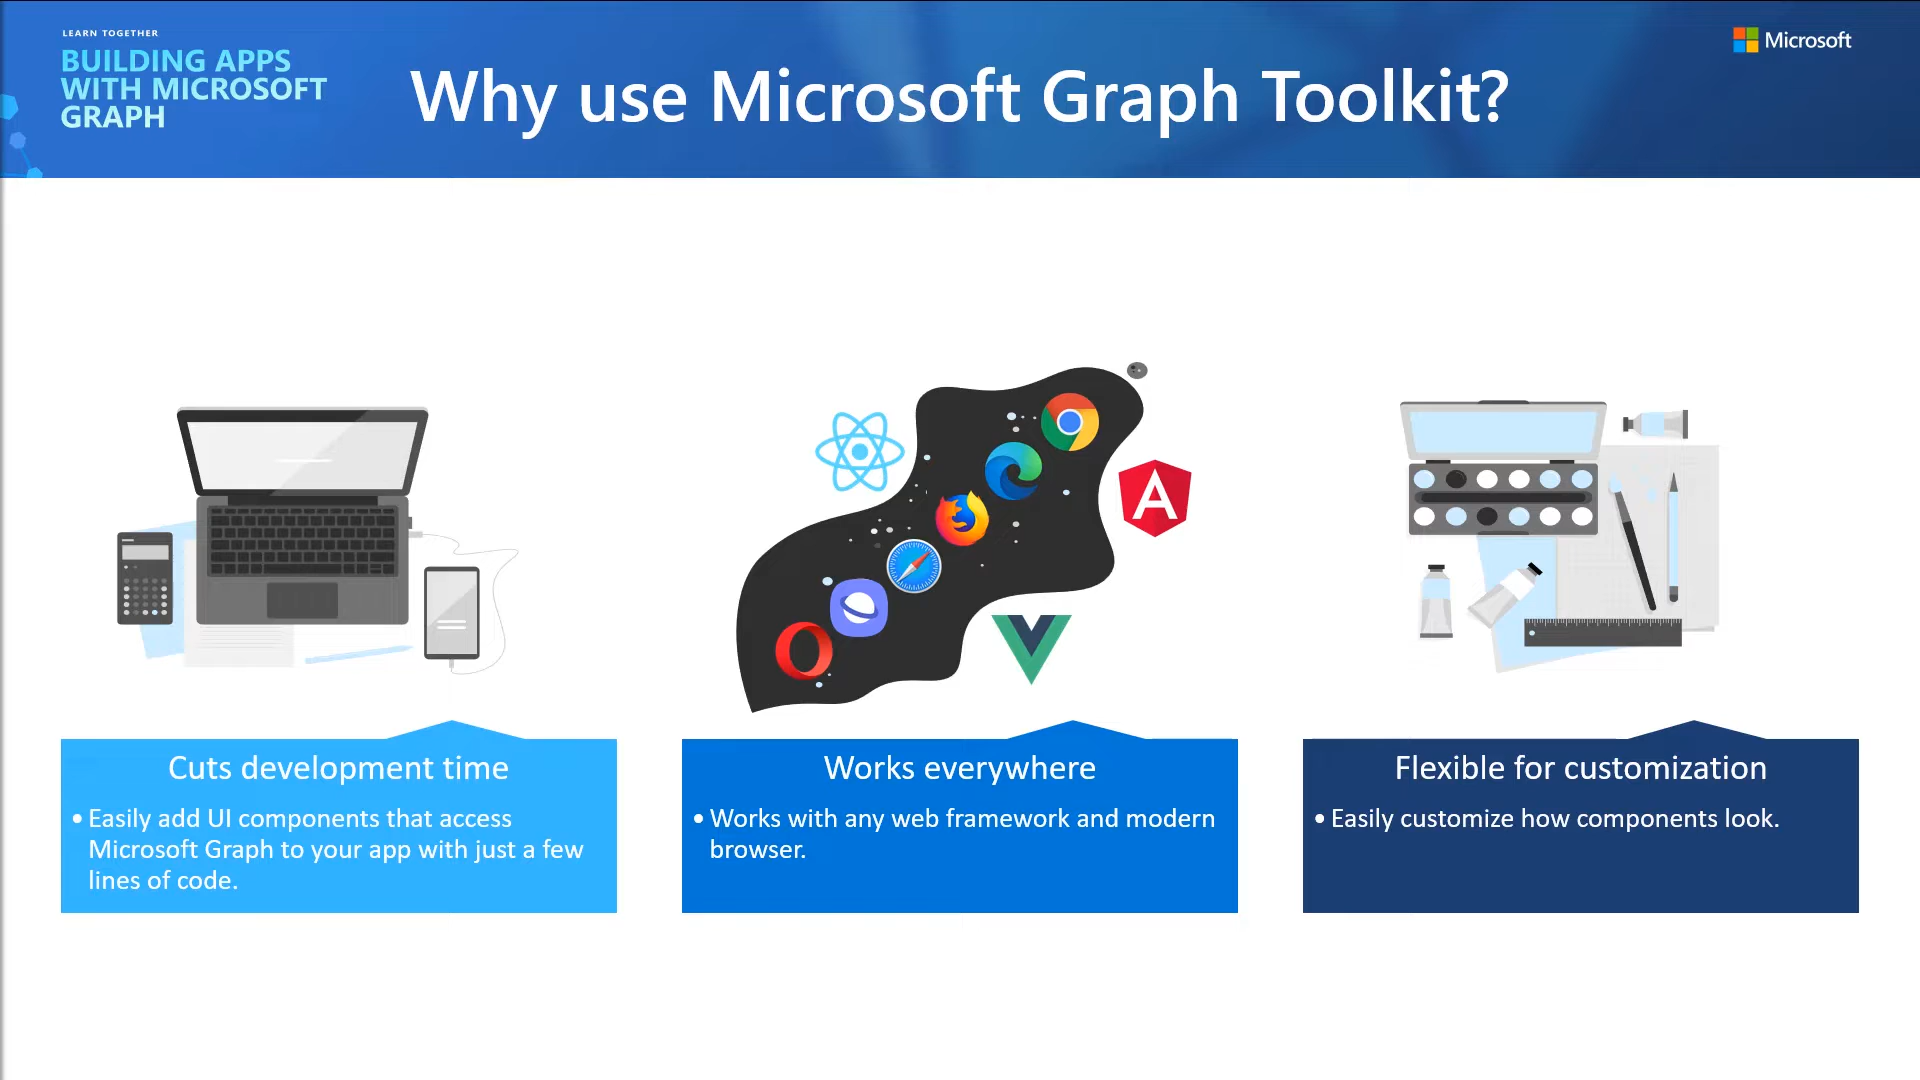 LEARN TOGETHER
BUILDING APPS
WITH MICROSOFT
GRAPH
Why use Microsoft Graph Toolkit?
Microsoft
Cuts development time
• Easily add UI components that access
Microsoft Graph to your app with just a few
lines of code.
Works everywhere
• Works with any web framework and modern
browser.
Flexible for customization
• Easily customize how components look.